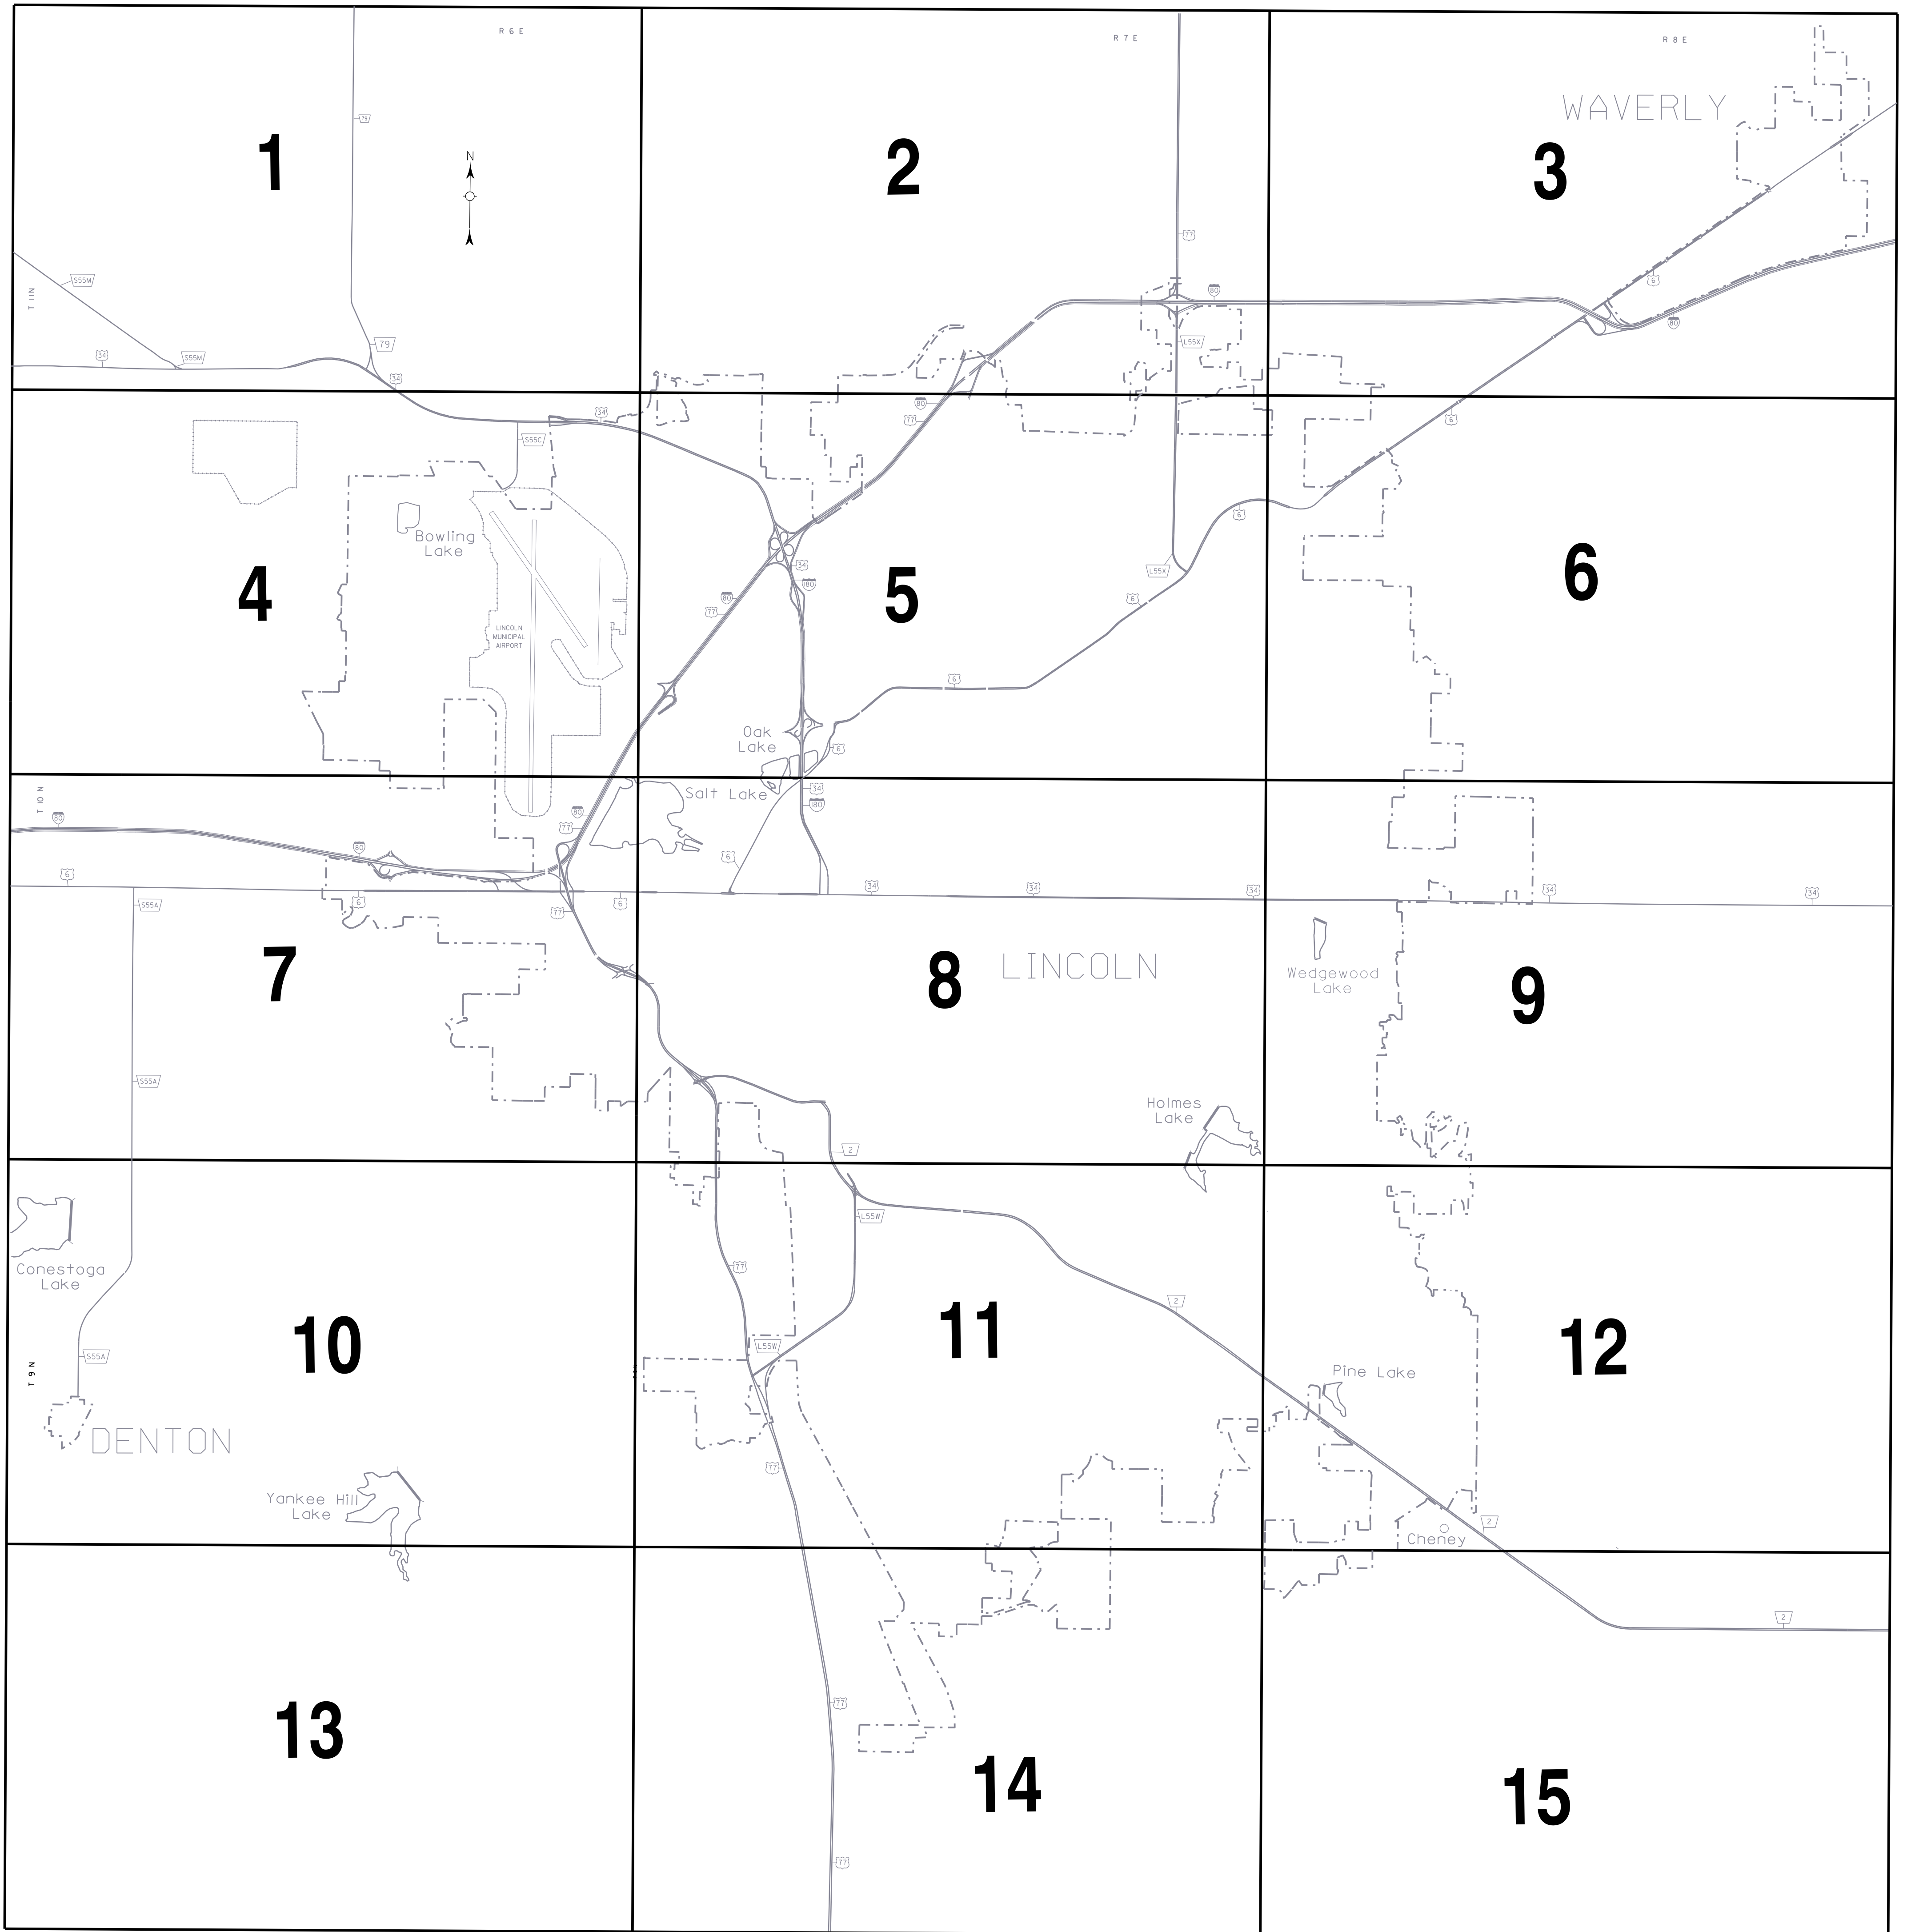 R 6 E
R 7 E
R 8 E
WAVERLY
79
1
2
3
N
77
S55M
6
T 11N
80
80
79
L55X
34
S55M
34
80
77
34
6
S55C
Bowling
Lake
6
34
L55X
4
5
6
180
80
77
6
LINCOLN
MUNICIPAL
AIRPORT
6
Oak
Lake
6
T 10 N
Salt Lake
34
180
80
80
77
80
6
6
34
34
34
34
34
S55A
6
6
77
7
8
LINCOLN
Wedgewood
Lake
9
S55A
Holmes
Lake
2
L55W
Conestoga
Lake
77
2
10
11
12
L55W
S55A
T 9 N
Pine Lake
DENTON
77
Yankee Hill
Lake
2
Cheney
2
77
13
14
15
77